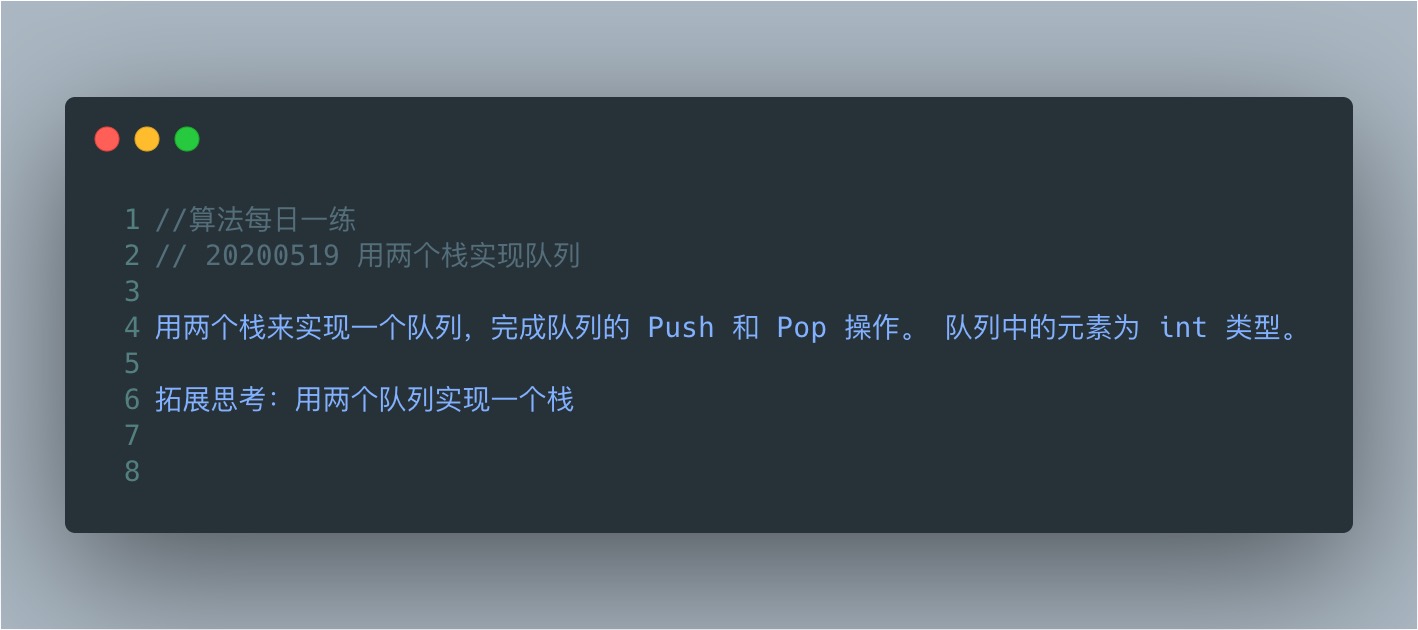 1 //算法每日一练
2 // 20200519 用两个栈实现队列
3
4 用两个栈来实现一个队列，完成队列的 Push 和 Pop 操作。 队列中的元素为 int 类型。
5
6 拓展思考：用两个队列实现一个栈
7
8